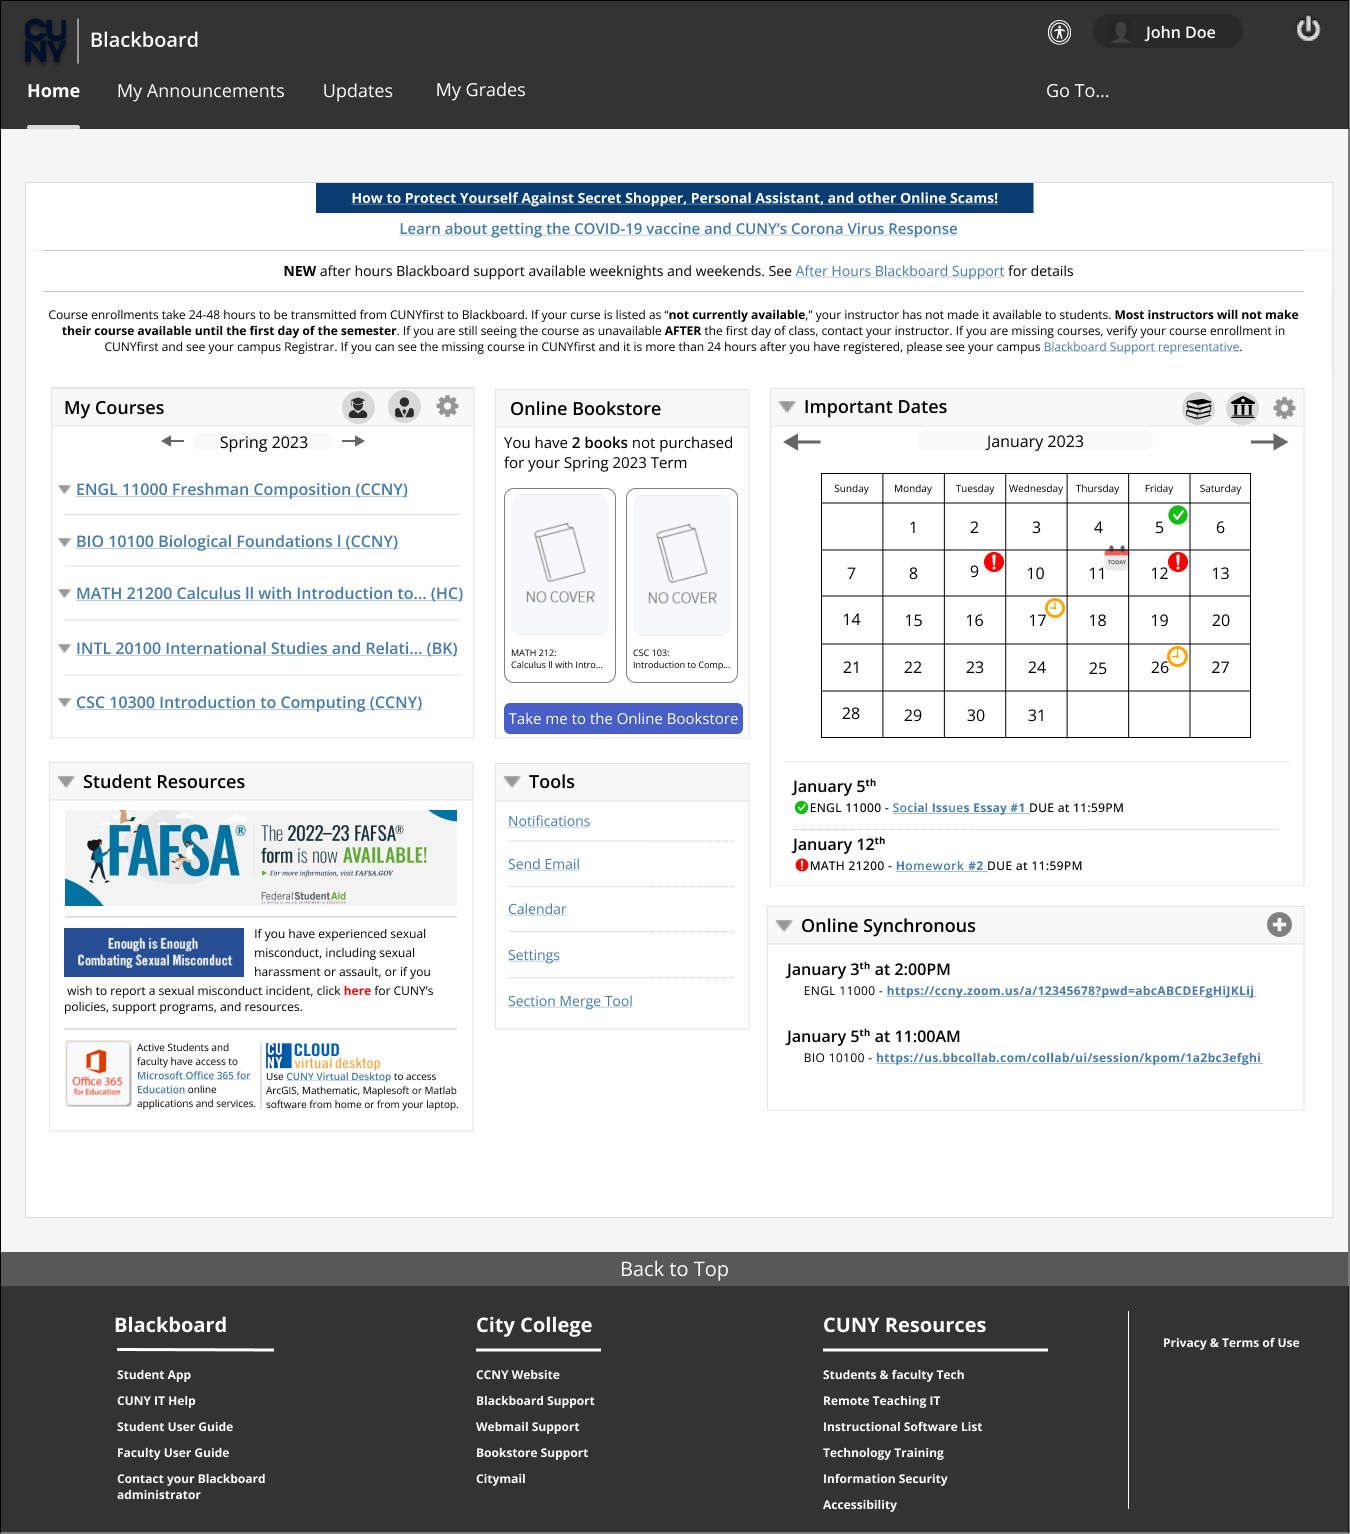 CUNY
Blackboard
John Doe
Home
My Announcements
Updates
My Grades
Go To...
How to Protect Yourself Against Secret Shopper, Personal Assistant, and other Online Scams!
Learn about getting the COVID-19 vaccine and CUNY's Corona Virus Response
NEW after hours Blackboard support available weeknights and weekends. See After Hours Blackboard Support for details
Course enrollments take 24-48 hours to be transmitted from CUNYfirst to Blackboard. If your curse is listed as “not currently available,” your instructor has not made it available to students. Most instructors will not make
their course available until the first day of the semester. If you are still seeing the course as unavailable AFTER the first day of class, contact your instructor. If you are missing courses, verify your course enrollment in
CUNYfirst and see your campus Registrar. If you can see the missing course in CUNYfirst and it is more than 24 hours after you have registered, please see your campus Blackboard Support representative.
My Courses
Spring 2023
ENGL 11000 Freshman Composition (CCNY)
BIO 10100 Biological Foundations l (CCNY)
MATH 21200 Calculus ll with Introduction to... (HC)
INTL 20100 International Studies and Relati... (BK)
CSC 10300 Introduction to Computing (CCNY)
Online Bookstore
You have 2 books not purchased
for your Spring 2023 Term
NO COVER
MATH 212:
Calculus ll with Intro...
NO COVER
CSC 103:
Introduction to Comp...
Take me to the Online Bookstore
Important Dates
January 2023
Sunday Monday Tuesday Wednesday Thursday Friday Saturday
1 2 3 4 5 6
TODAY
7 8 9 10 11 12 13
14 15 16 17 18 19 20
21 22 23 24 25 26 27
28 29 30 31
January 5th
ENGL 11000 - Social Issues Essay #1 DUE at 11:59PM
January 12th
MATH 21200 - Homework #2 DUE at 11:59PM
Student Resources
FAFSA®
The 2022–23 FAFSA®
form is now AVAILABLE!
For more information, visit FAFSA.GOV
Federal Student Aid
Enough is Enough
Combating Sexual Misconduct
If you have experienced sexual
misconduct, including sexual
harassment or assault, or if you
wish to report a sexual misconduct incident, click here for CUNY's
policies, support programs, and resources.
Office 365
for Education
Active Students and
faculty have access to
Microsoft Office 365 for
Education online
applications and services.
CUNY CLOUD
virtual desktop
Use CUNY Virtual Desktop to access
ArcGIS, Mathematic, Maplesoft or Matlab
software from home or from your laptop.
Tools
Notifications
Send Email
Calendar
Settings
Section Merge Tool
Online Synchronous
January 3th at 2:00PM
ENGL 11000 - https://ccny.zoom.us/a/12345678?pwd=abcABCDEFgHiJKLij
January 5th at 11:00AM
BIO 10100 - https://us.bbcollab.com/collab/ui/session/kpom/1a2bc3efghi
Back to Top
Blackboard
Student App
CUNY IT Help
Student User Guide
Faculty User Guide
Contact your Blackboard
administrator
City College
CCNY Website
Blackboard Support
Webmail Support
Bookstore Support
Citymail
CUNY Resources
Students & faculty Tech
Remote Teaching IT
Instructional Software List
Technology Training
Information Security
Accessibility
Privacy & Terms of Use